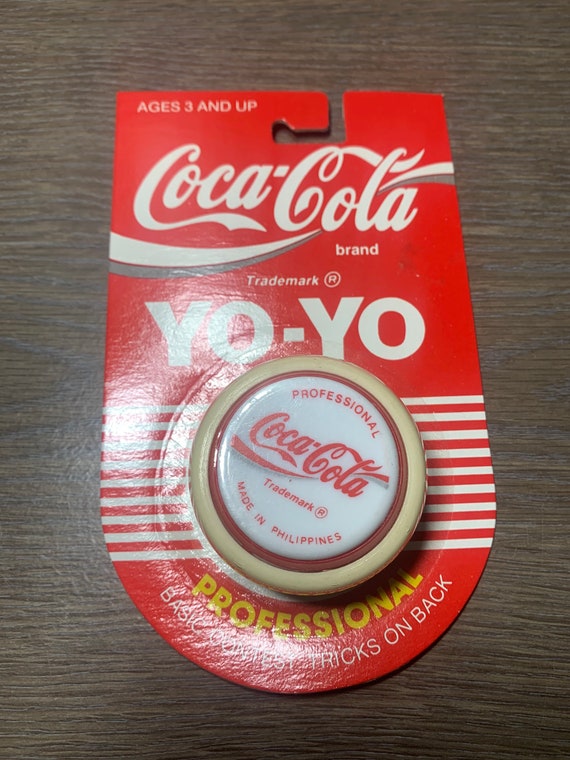 AGES 3 AND UP
Coca-Cola
brand
Trademark ®
YO-YO
PROFESSIONAL
Coca-Cola
Trademark ®
MADE IN PHILIPPINES
PROFESSIONAL
BASIC CONTEST TRICKS ON BACK